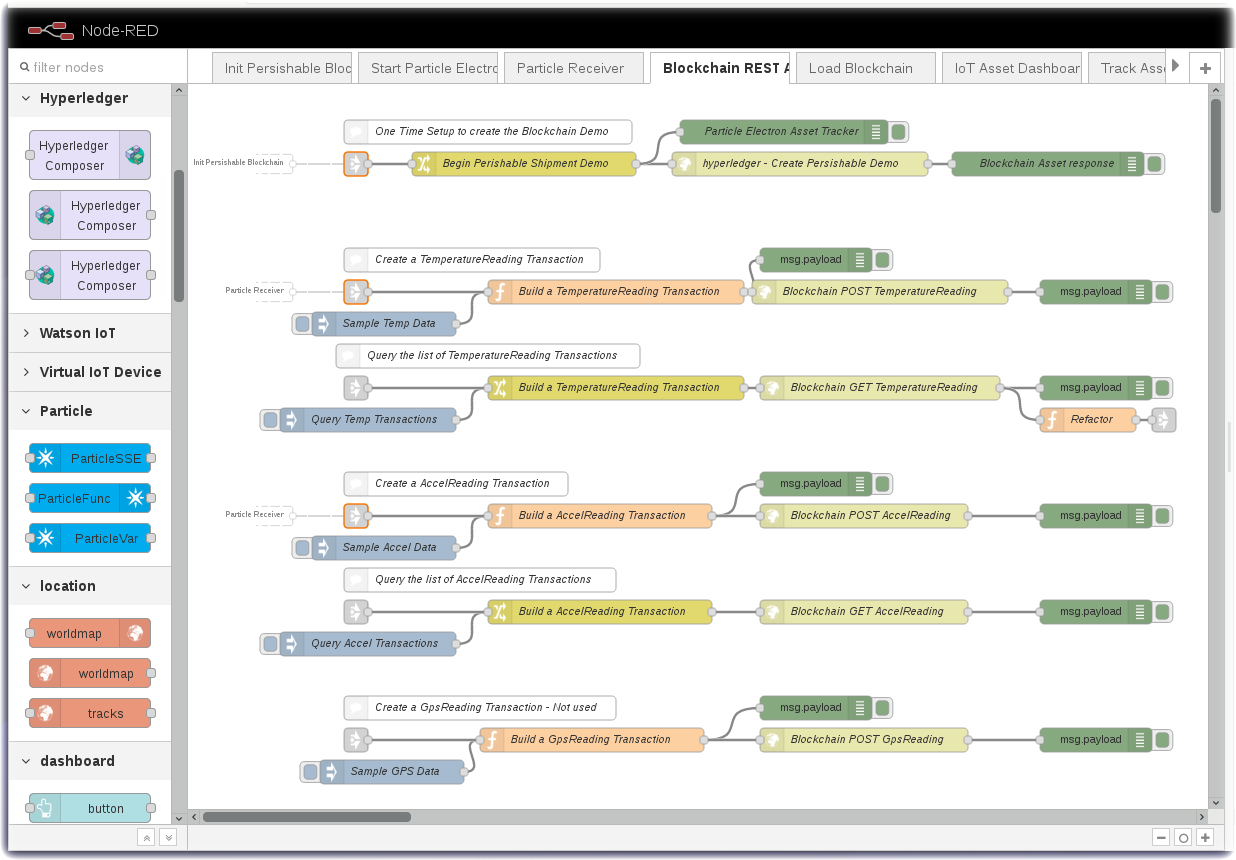 Node-RED
filter nodes
Init Persishable Bloc
Start Particle Electro
Particle Receiver
Blockchain REST A
Load Blockchain
IoT Asset Dashboar
Track Asse
Hyperledger
Hyperledger
Composer
Hyperledger
Composer
Hyperledger
Composer
Watson IoT
Virtual IoT Device
Particle
ParticleSSE
ParticleFunc
ParticleVar
location
worldmap
worldmap
tracks
dashboard
button
One Time Setup to create the Blockchain Demo
Particle Electron Asset Tracker
Init Persishable Blockchain
Begin Perishable Shipment Demo
hyperledger - Create Persishable Demo
Blockchain Asset response
Create a TemperatureReading Transaction
msg.payload
Particle Receiver
Build a TemperatureReading Transaction
Blockchain POST TemperatureReading
msg.payload
Sample Temp Data
Query the list of TemperatureReading Transactions
Build a TemperatureReading Transaction
Blockchain GET TemperatureReading
msg.payload
Query Temp Transactions
Refactor
Create a AccelReading Transaction
msg.payload
Particle Receiver
Build a AccelReading Transaction
Blockchain POST AccelReading
msg.payload
Sample Accel Data
Query the list of AccelReading Transactions
Build a AccelReading Transaction
Blockchain GET AccelReading
msg.payload
Query Accel Transactions
Create a GpsReading Transaction - Not used
msg.payload
Build a GpsReading Transaction
Blockchain POST GpsReading
msg.payload
Sample GPS Data